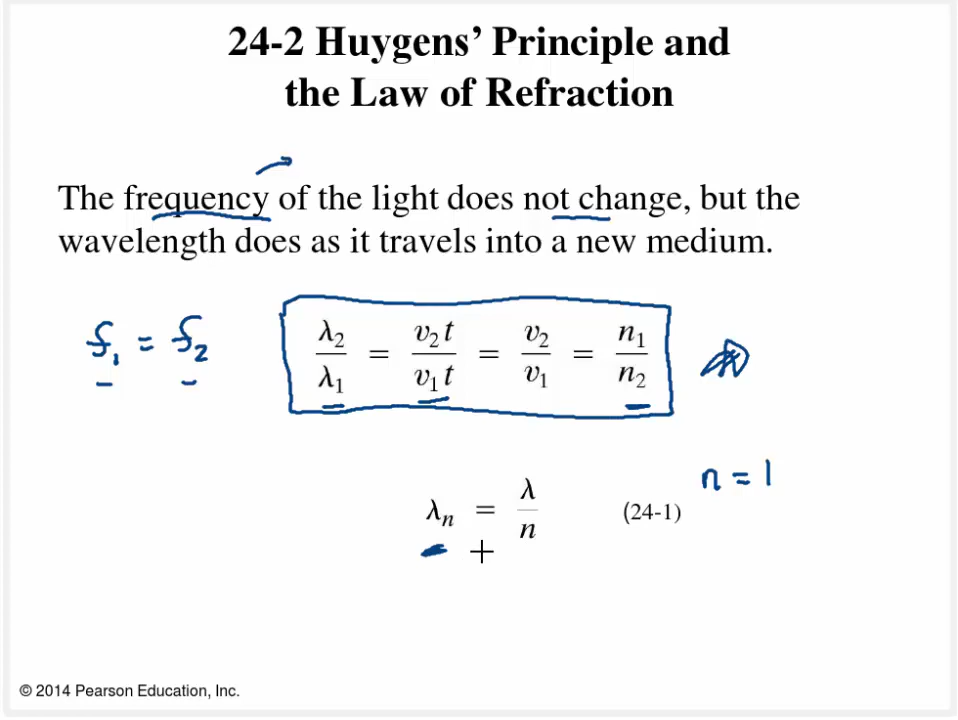 24-2 Huygens’ Principle and
the Law of Refraction
The frequency of the light does not change, but the
wavelength does as it travels into a new medium.
f₁ = f₂
λ₂/λ₁ = v₂t/v₁t = v₂/v₁ = n₁/n₂
n = 1
λₙ = λ/n (24-1)
© 2014 Pearson Education, Inc.